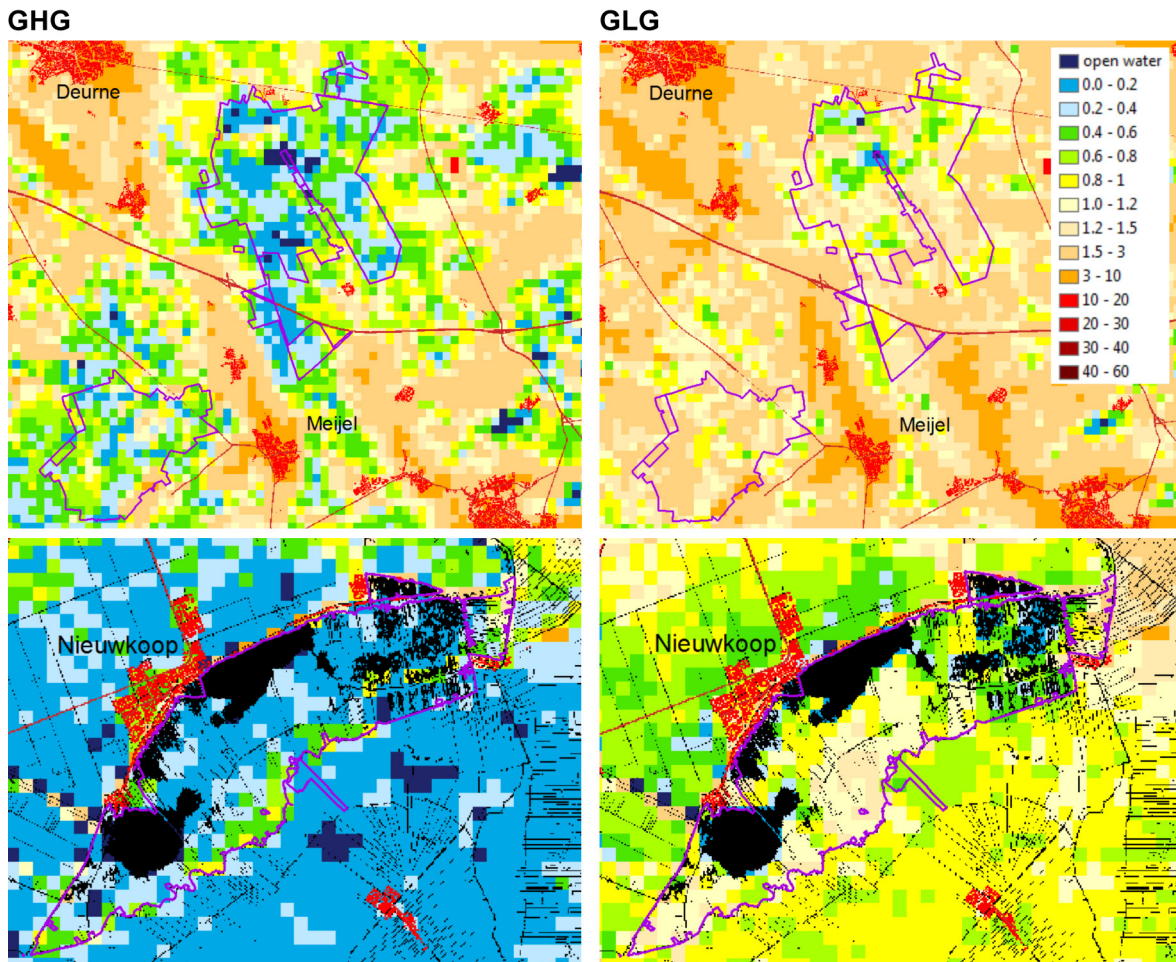 GHG
GLG
Deurne
Meijel
Deurne
Meijel
open water
0.0 - 0.2
0.2 - 0.4
0.4 - 0.6
0.6 - 0.8
0.8 - 1
1.0 - 1.2
1.2 - 1.5
1.5 - 3
3 - 10
10 - 20
20 - 30
30 - 40
40 - 60
Nieuwkoop
Nieuwkoop